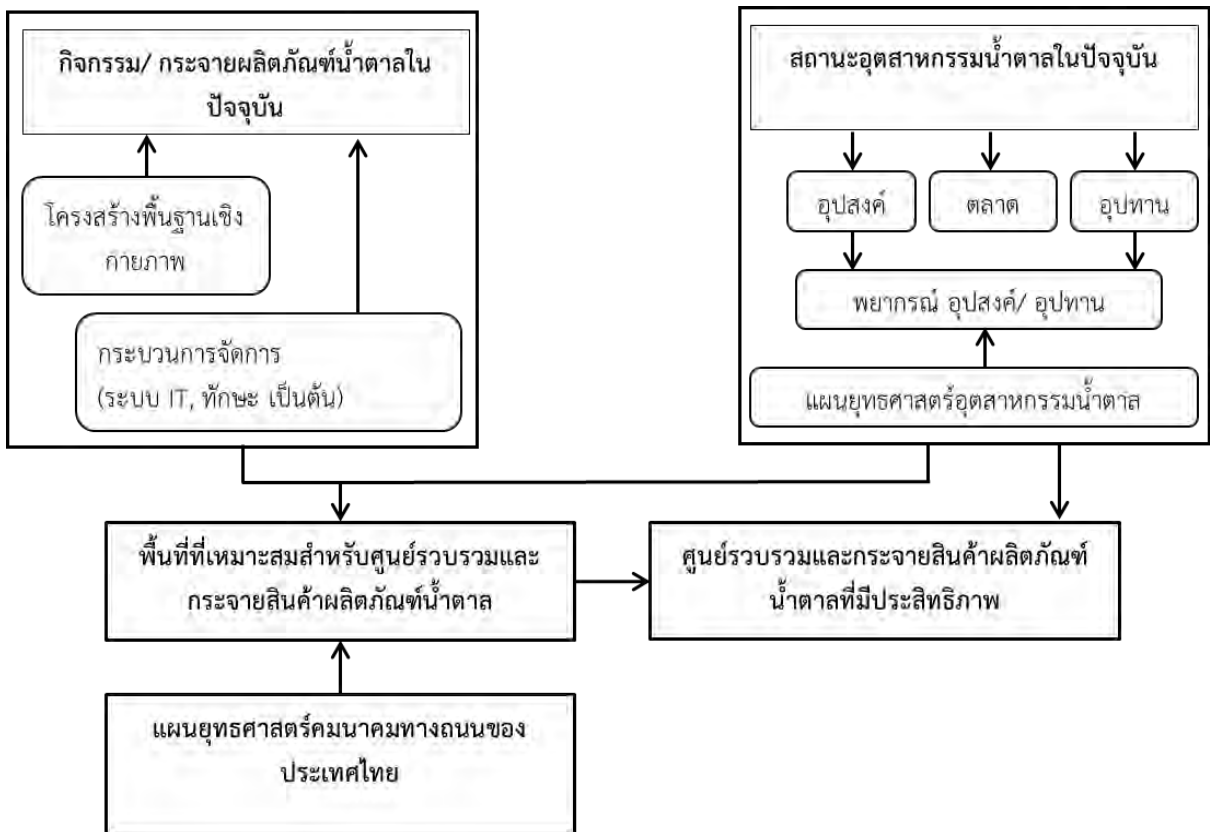 กิจกรรม/ กระจายผลิตภัณฑ์น้ำตาลใน
ปัจจุบัน
โครงสร้างพื้นฐานเชิง
กายภาพ
กระบวนการจัดการ
(ระบบ IT, ทักษะ เป็นต้น)
สถานะอุตสาหกรรมน้ำตาลในปัจจุบัน
อุปสงค์
ตลาด
อุปทาน
พยากรณ์ อุปสงค์/ อุปทาน
แผนยุทธศาสตร์อุตสาหกรรมน้ำตาล
พื้นที่ที่เหมาะสมสำหรับศูนย์รวบรวมและ
กระจายสินค้าผลิตภัณฑ์น้ำตาล
ศูนย์รวบรวมและกระจายสินค้าผลิตภัณฑ์
น้ำตาลที่มีประสิทธิภาพ
แผนยุทธศาสตร์คมนาคมทางถนนของ
ประเทศไทย